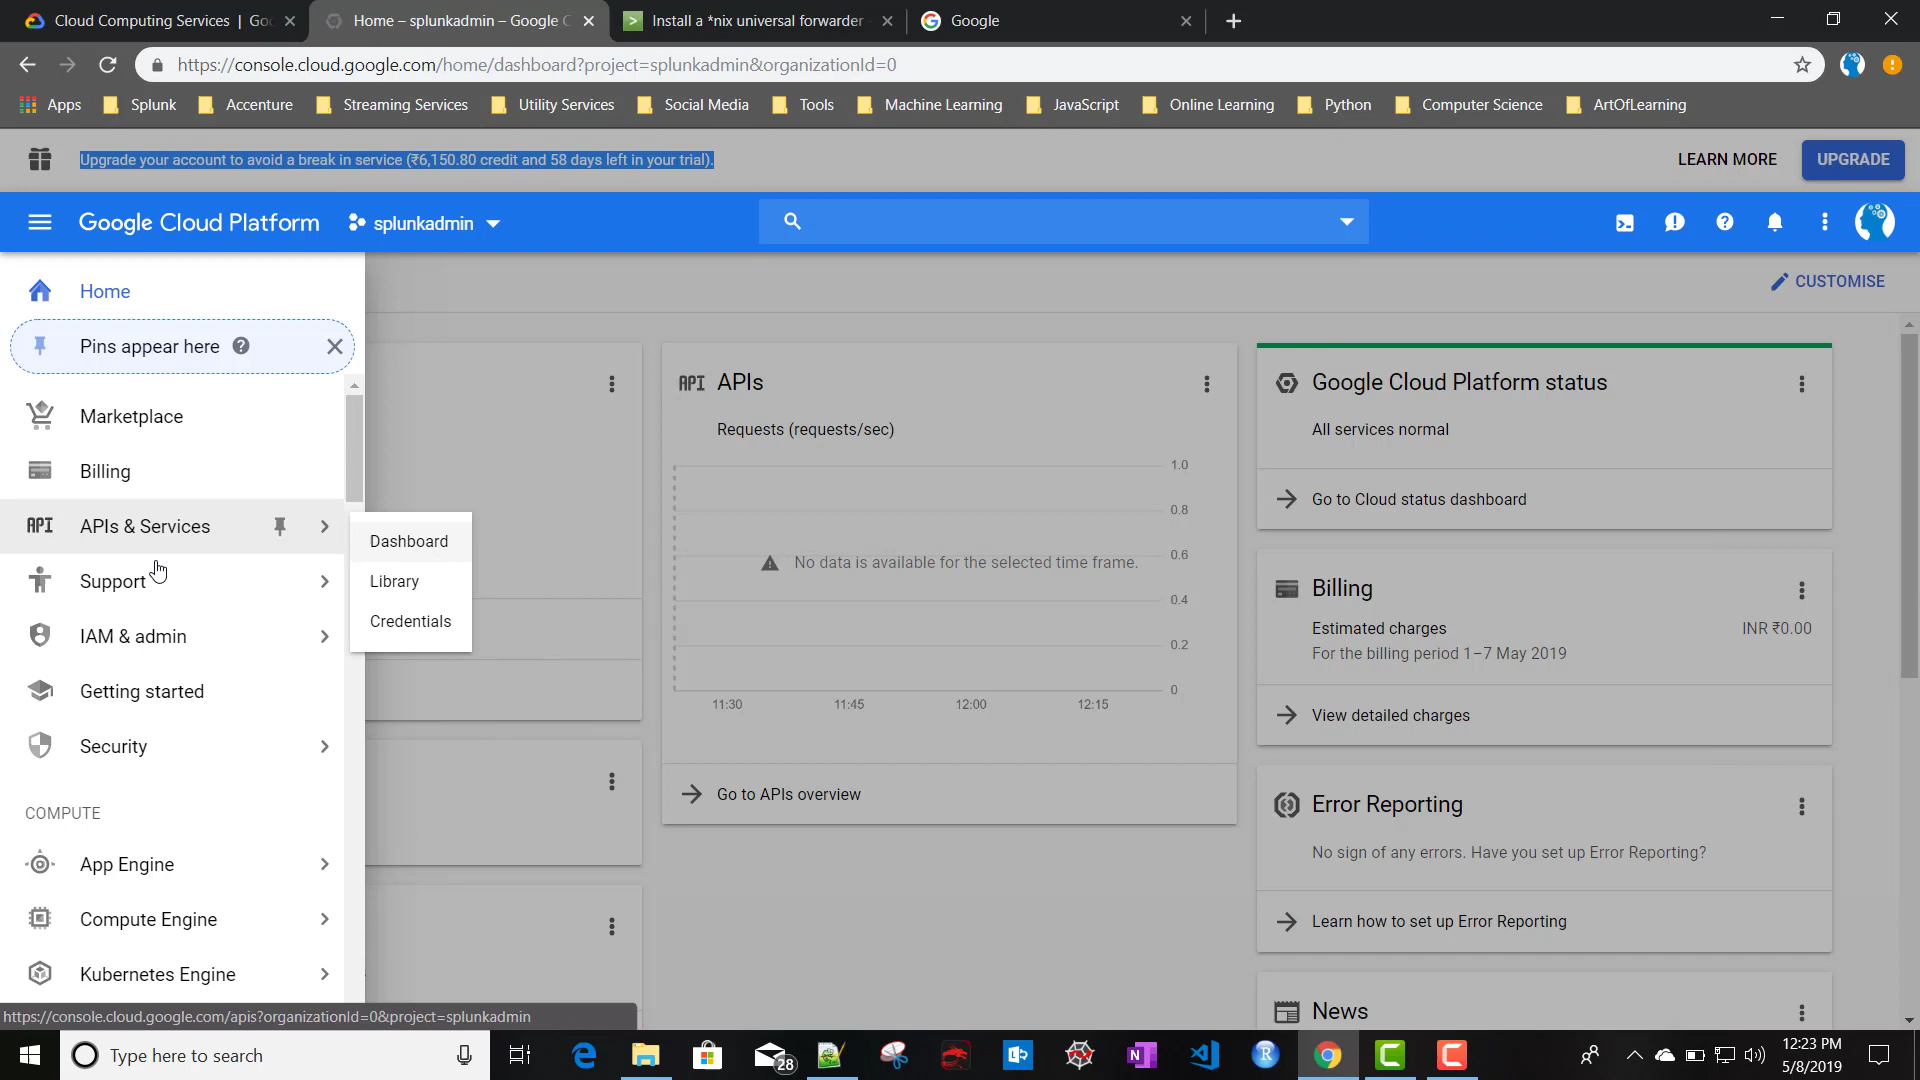 Cloud Computing Services | Goo
Home – splunkadmin – Google C
Install a *nix universal forwarder
Google
https://console.cloud.google.com/home/dashboard?project=splunkadmin&organizationId=0
Apps
Splunk
Accenture
Streaming Services
Utility Services
Social Media
Tools
Machine Learning
JavaScript
Online Learning
Python
Computer Science
ArtOfLearning
Upgrade your account to avoid a break in service (₹6,150.80 credit and 58 days left in your trial).
LEARN MORE
UPGRADE
Google Cloud Platform
splunkadmin
Home
CUSTOMISE
Pins appear here
Marketplace
Billing
API
APIs & Services
Support
IAM & admin
Getting started
Security
COMPUTE
App Engine
Compute Engine
Kubernetes Engine
Dashboard
Library
Credentials
API
APIs
Requests (requests/sec)
1.0
0.8
0.6
0.4
0.2
0
No data is available for the selected time frame.
11:30
11:45
12:00
12:15
Go to APIs overview
Google Cloud Platform status
All services normal
Go to Cloud status dashboard
Billing
Estimated charges
INR ₹0.00
For the billing period 1–7 May 2019
View detailed charges
Error Reporting
No sign of any errors. Have you set up Error Reporting?
Learn how to set up Error Reporting
News
https://console.cloud.google.com/apis?organizationId=0&project=splunkadmin
Type here to search
28
12:23 PM
5/8/2019